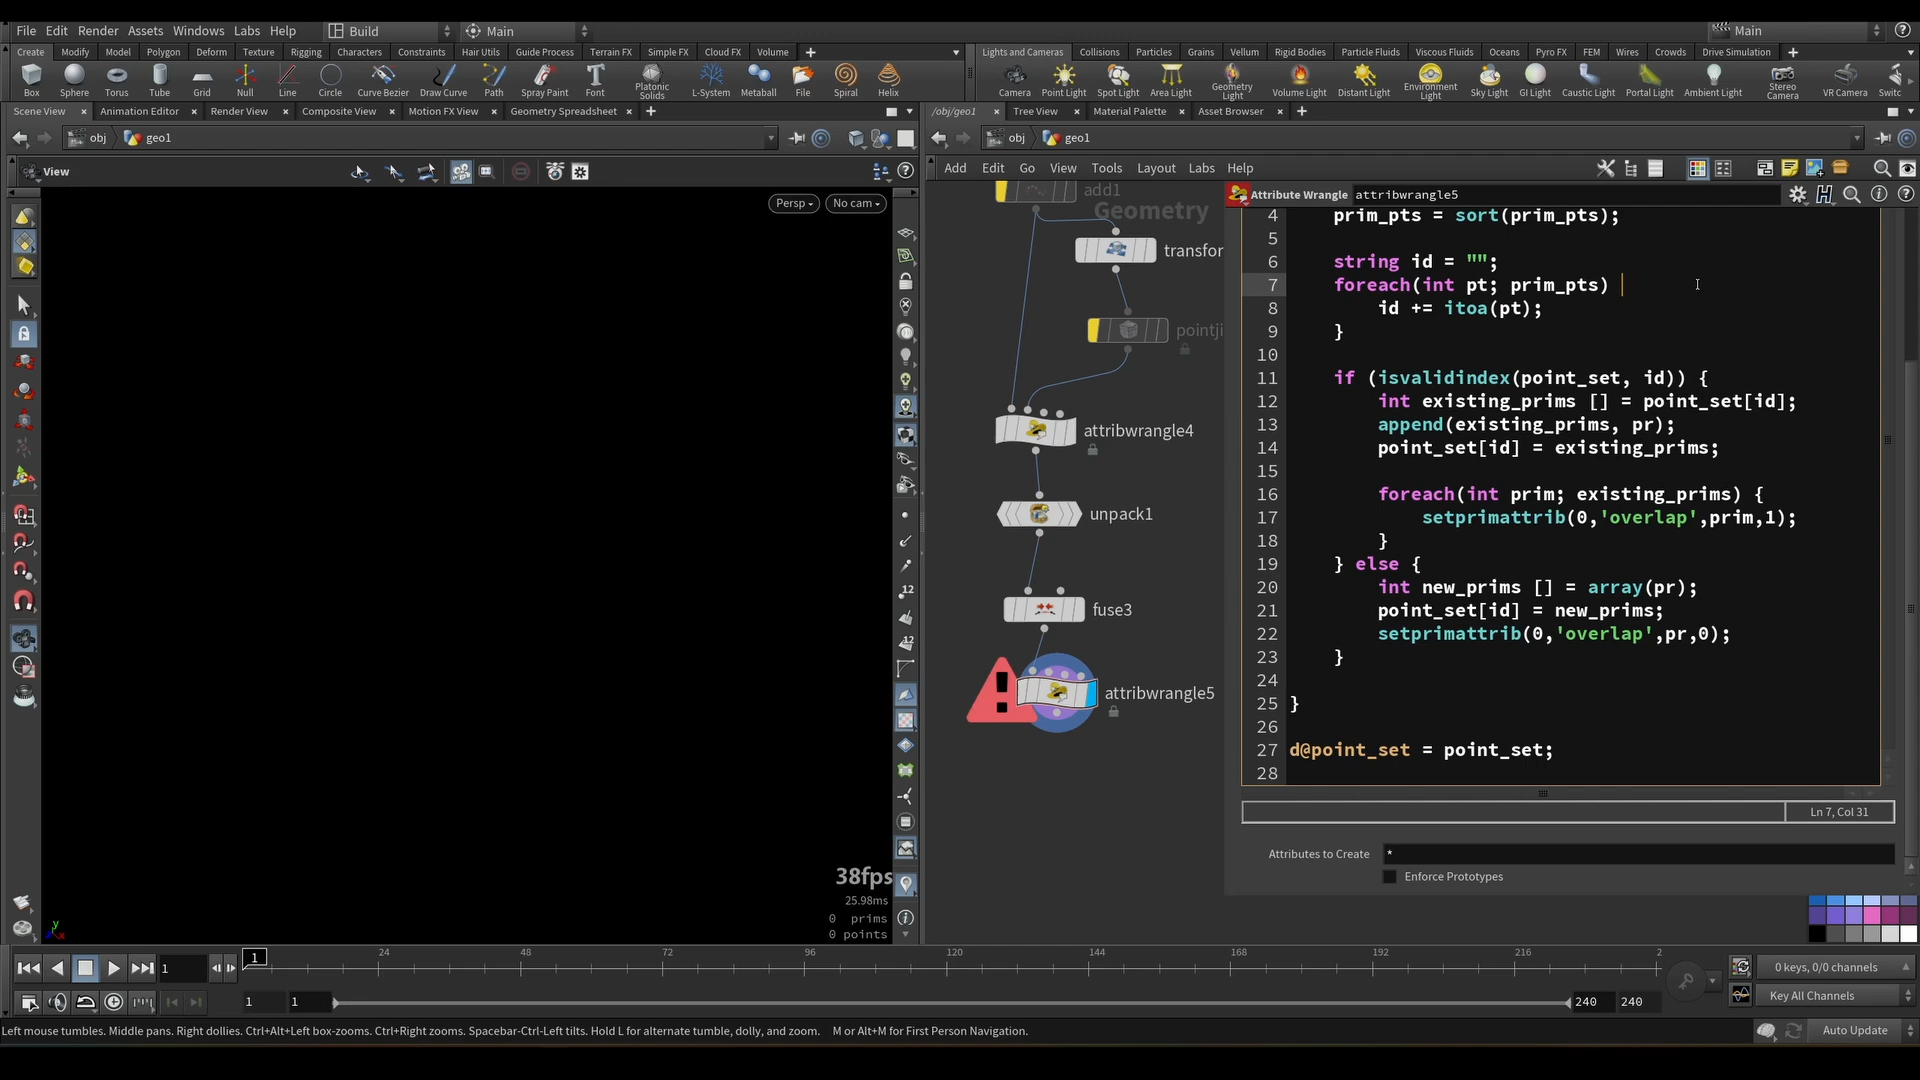 File Edit Render Assets Windows Labs Help Build Main Main
Create Modify Model Polygon Deform Texture Rigging Characters Constraints Hair Utils Guide Process Terrain FX Simple FX Cloud FX Volume
Lights and Cameras Collisions Particles Grains Vellum Rigid Bodies Particle Fluids Viscous Fluids Oceans Pyro FX FEM Wires Crowds Drive Simulation
Box Sphere Torus Tube Grid Null Line Circle Curve Bezier Draw Curve Path Spray Paint Font Platonic Solids L-System Metaball File Spiral Helix
Camera Point Light Spot Light Area Light Geometry Light Volume Light Distant Light Environment Light Sky Light GI Light Caustic Light Portal Light Ambient Light Stereo Camera VR Camera Switc
Scene View Animation Editor Render View Composite View Motion FX View Geometry Spreadsheet
/obj/geo1 Tree View Material Palette Asset Browser
obj geo1
obj geo1
View
Add Edit Go View Tools Layout Labs Help
Persp No cam
add1
Geometry
transfor
pointji
attribwrangle4
unpack1
fuse3
attribwrangle5
Attribute Wrangle attribwrangle5
4 prim_pts = sort(prim_pts);
5
6 string id = "";
7 foreach(int pt; prim_pts)
8 id += itoa(pt);
9 }
10
11 if (isvalidindex(point_set, id)) {
12 int existing_prims [] = point_set[id];
13 append(existing_prims, pr);
14 point_set[id] = existing_prims;
15
16 foreach(int prim; existing_prims) {
17 setprimattrib(0,'overlap',prim,1);
18 }
19 } else {
20 int new_prims [] = array(pr);
21 point_set[id] = new_prims;
22 setprimattrib(0,'overlap',pr,0);
23 }
24
25 }
26
27 d@point_set = point_set;
28
Ln 7, Col 31
Attributes to Create *
Enforce Prototypes
12
12
38fps
25.98ms
0 prims
0 points
1 1 24 48 72 96 120 144 168 192 216 2
0 keys, 0/0 channels
1 1 240 240
Key All Channels
Left mouse tumbles. Middle pans. Right dollies. Ctrl+Alt+Left box-zooms. Ctrl+Right zooms. Spacebar-Ctrl-Left tilts. Hold L for alternate tumble, dolly, and zoom. M or Alt+M for First Person Navigation.
Auto Update